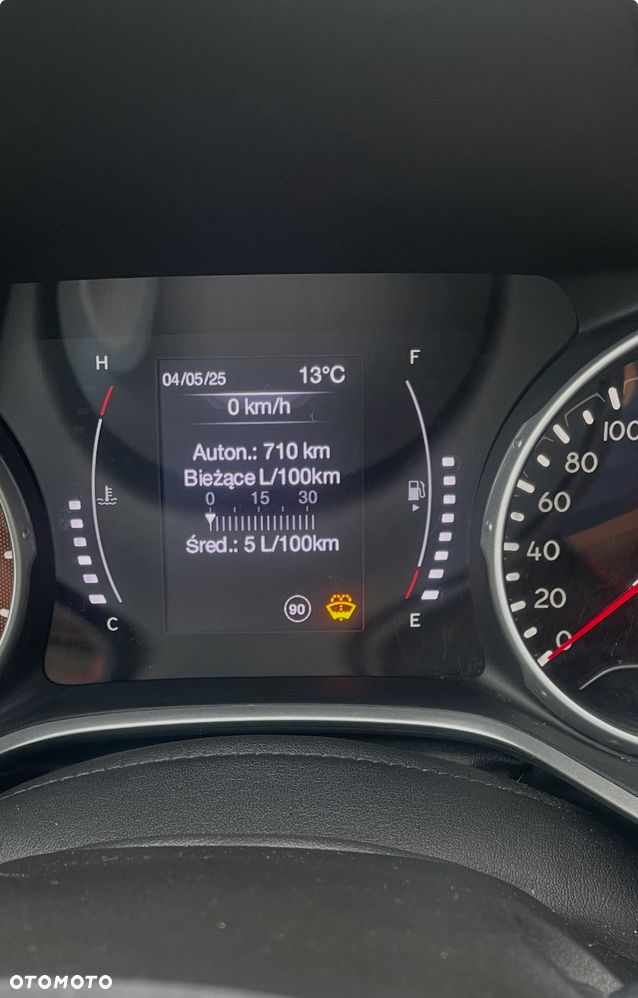 H
F
04/05/25 13°C
0 km/h
Auton.: 710 km
Bieżące L/100km
0 15 30
Śred.: 5 L/100km
90
C
E
100
80
60
40
20
0
OTOMOTO